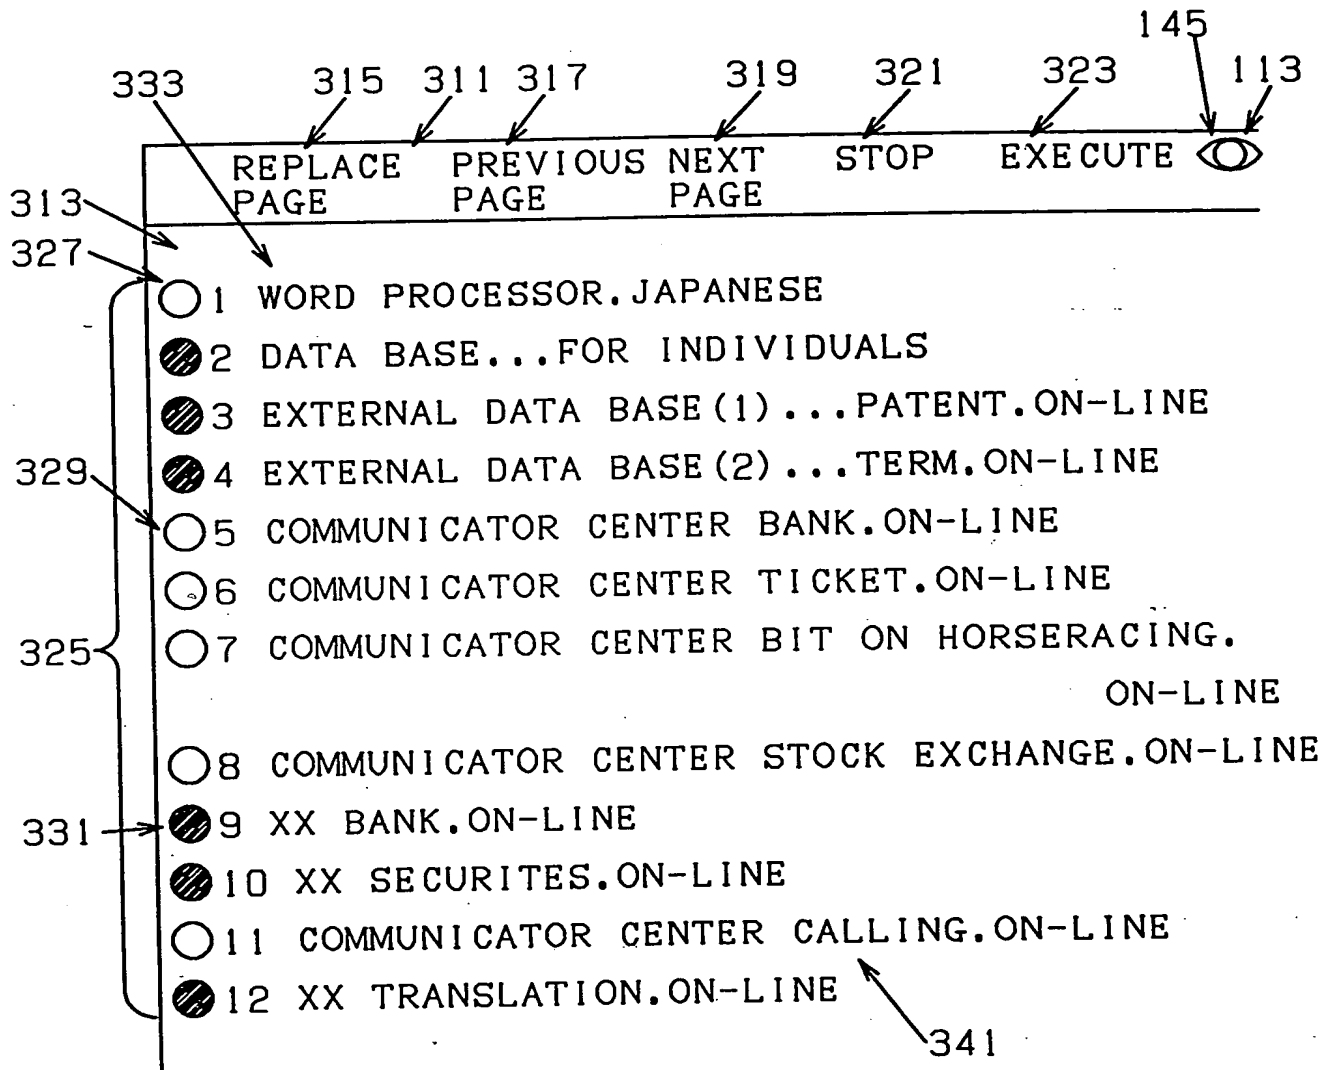 145
333 315 311 317 319 321 323 113
REPLACE PREVIOUS NEXT STOP EXECUTE
PAGE PAGE PAGE
313
327
1 WORD PROCESSOR.JAPANESE
2 DATA BASE...FOR INDIVIDUALS
3 EXTERNAL DATA BASE(1)...PATENT.ON-LINE
329 4 EXTERNAL DATA BASE(2)...TERM.ON-LINE
5 COMMUNICATOR CENTER BANK.ON-LINE
6 COMMUNICATOR CENTER TICKET.ON-LINE
325 7 COMMUNICATOR CENTER BIT ON HORSERACING.
ON-LINE
8 COMMUNICATOR CENTER STOCK EXCHANGE.ON-LINE
331 9 XX BANK.ON-LINE
10 XX SECURITES.ON-LINE
11 COMMUNICATOR CENTER CALLING.ON-LINE
12 XX TRANSLATION.ON-LINE
341